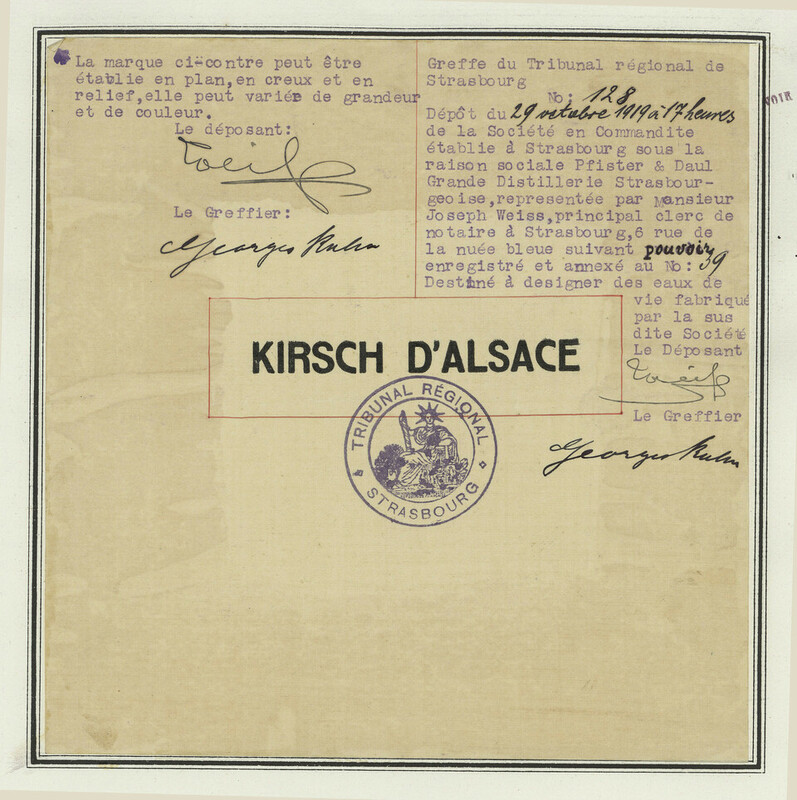 La marque ci-contre peut être
établie en plan,en creux et en
relief,elle peut variér de grandeur
et de couleur.
Le déposant:
Le Greffier:
Georges Kuhn
Greffe du Tribunal régional de
Strasbourg
No: 128
Dépôt du 29 octobre 1919 à 17 heures
de la Société en Commandite
établie à Strasbourg sous la
raison sociale Pfister & Daul
Grande Distillerie Strasbour-
geoise,representée par Monsieur
Joseph Weiss,principal clerc de
notaire à Strasbourg,6 rue de
la nuée bleue suivant pouvoir
enregistré et annexé au No: 39
Destiné à designer des eaux de
vie fabriqué
par la sus
dite Société
Le Déposant
Le Greffier
Georges Kuhn
KIRSCH D'ALSACE
TRIBUNAL RÉGIONAL
STRASBOURG
VOIR